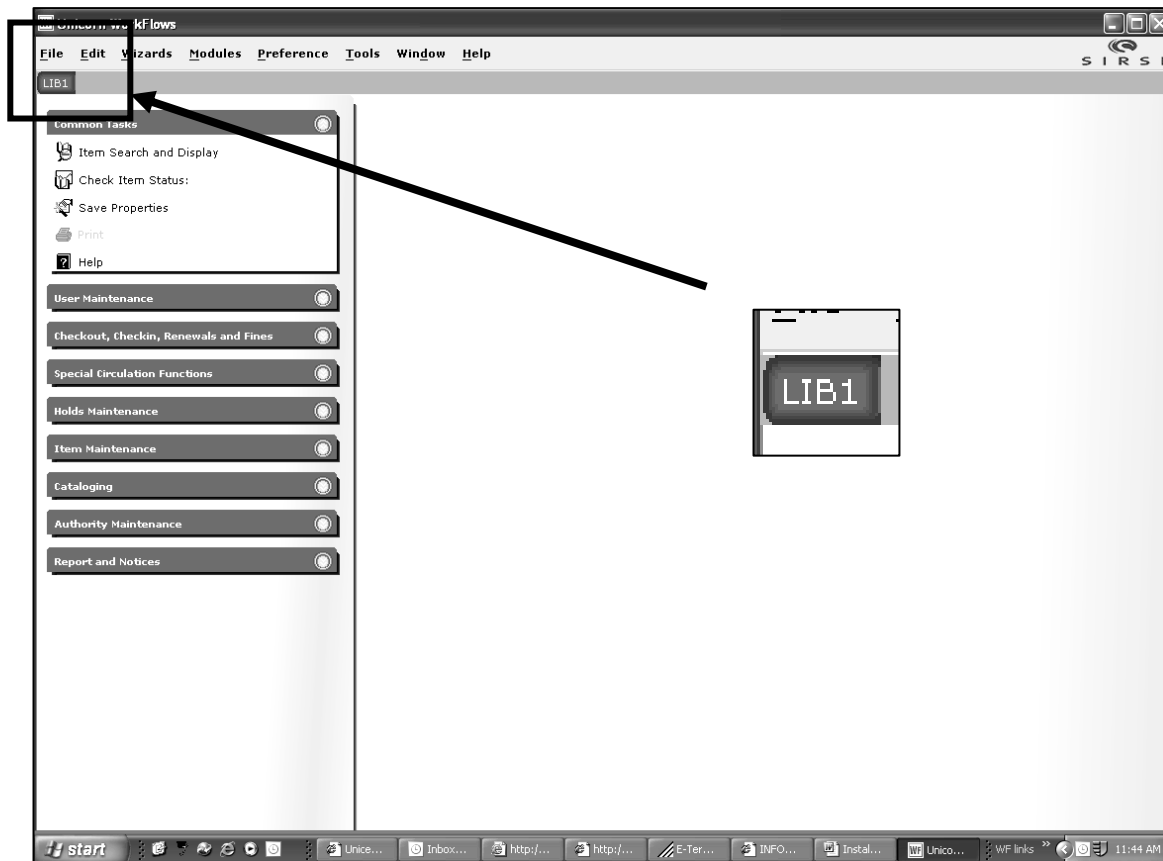 Unicorn WorkFlows
File Edit Wizards Modules Preference Tools Window Help
S I R S I
LIB1
Common Tasks
Item Search and Display
Check Item Status:
Save Properties
Print
Help
User Maintenance
Checkout, Checkin, Renewals and Fines
Special Circulation Functions
Holds Maintenance
Item Maintenance
Cataloging
Authority Maintenance
Report and Notices
LIB1
start Unice... Inbox... http:/... http:/... E-Ter... INFO... Instal... WF Unico... WF links » 11:44 AM